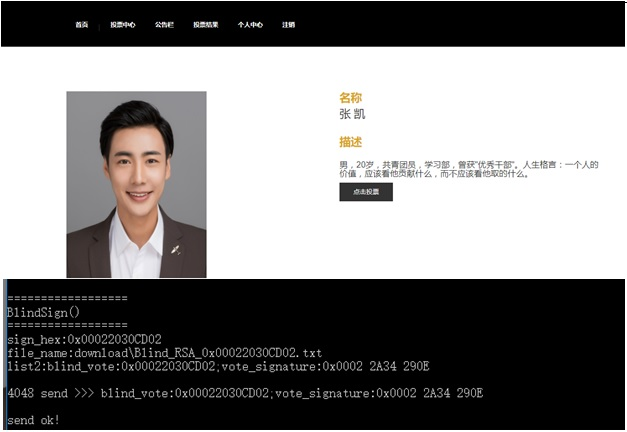 首页 投票中心 公告栏 投票结果 个人中心 注销
名称
张 凯
描述
男，20岁，共青团员，学习部，曾获"优秀干部"。人生格言：一个人的
价值，应该看他贡献什么，而不应该看他取的什么。
点击投票
==================
BlindSign()
==================
sign_hex:0x00022030CD02
file_name:download\Blind_RSA_0x00022030CD02.txt
list2:blind_vote:0x00022030CD02;vote_signature:0x0002 2A34 290E
4048 send >>> blind_vote:0x00022030CD02;vote_signature:0x0002 2A34 290E
send ok!